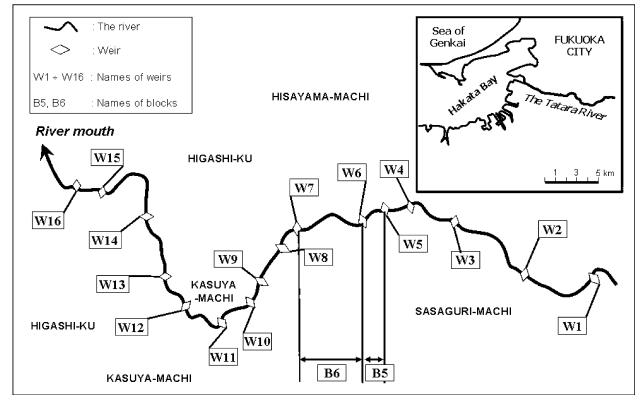 : The river
: Weir
W1 ÷ W16 : Names of weirs
B5, B6 : Names of blocks
Sea of
Genkai
FUKUOKA
CITY
Hakata Bay
The Tatara River
1 3 5 km
HISAYAMA-MACHI
River mouth
HIGASHI-KU
W15
W16
W14
W13
W12
W11
W10
W9
W8
W7
W6
W5
W4
W3
W2
W1
KASUYA
-MACHI
HIGASHI-KU
KASUYA-MACHI
SASAGURI-MACHI
B6
B5